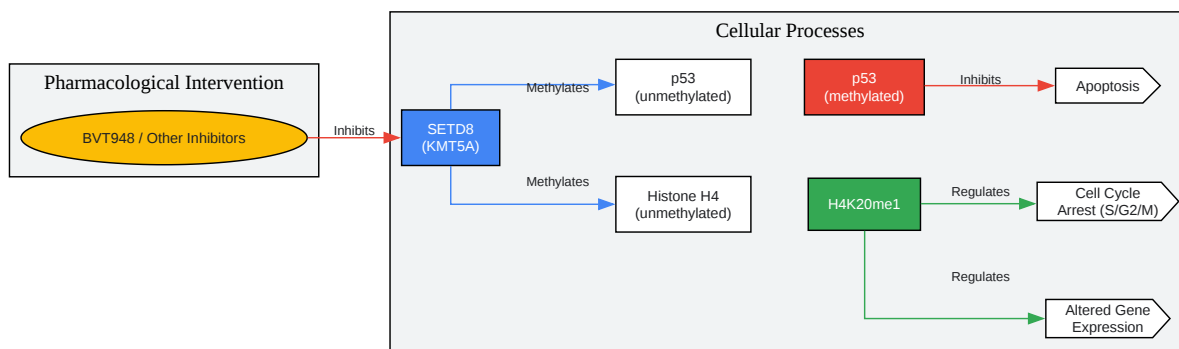 Cellular Processes
Pharmacological Intervention
BVT948 / Other Inhibitors
Inhibits
SETD8
(KMT5A)
Methylates
p53
(unmethylated)
p53
(methylated)
Inhibits
Apoptosis
Methylates
Histone H4
(unmethylated)
H4K20me1
Regulates
Cell Cycle
Arrest (S/G2/M)
Regulates
Altered Gene
Expression